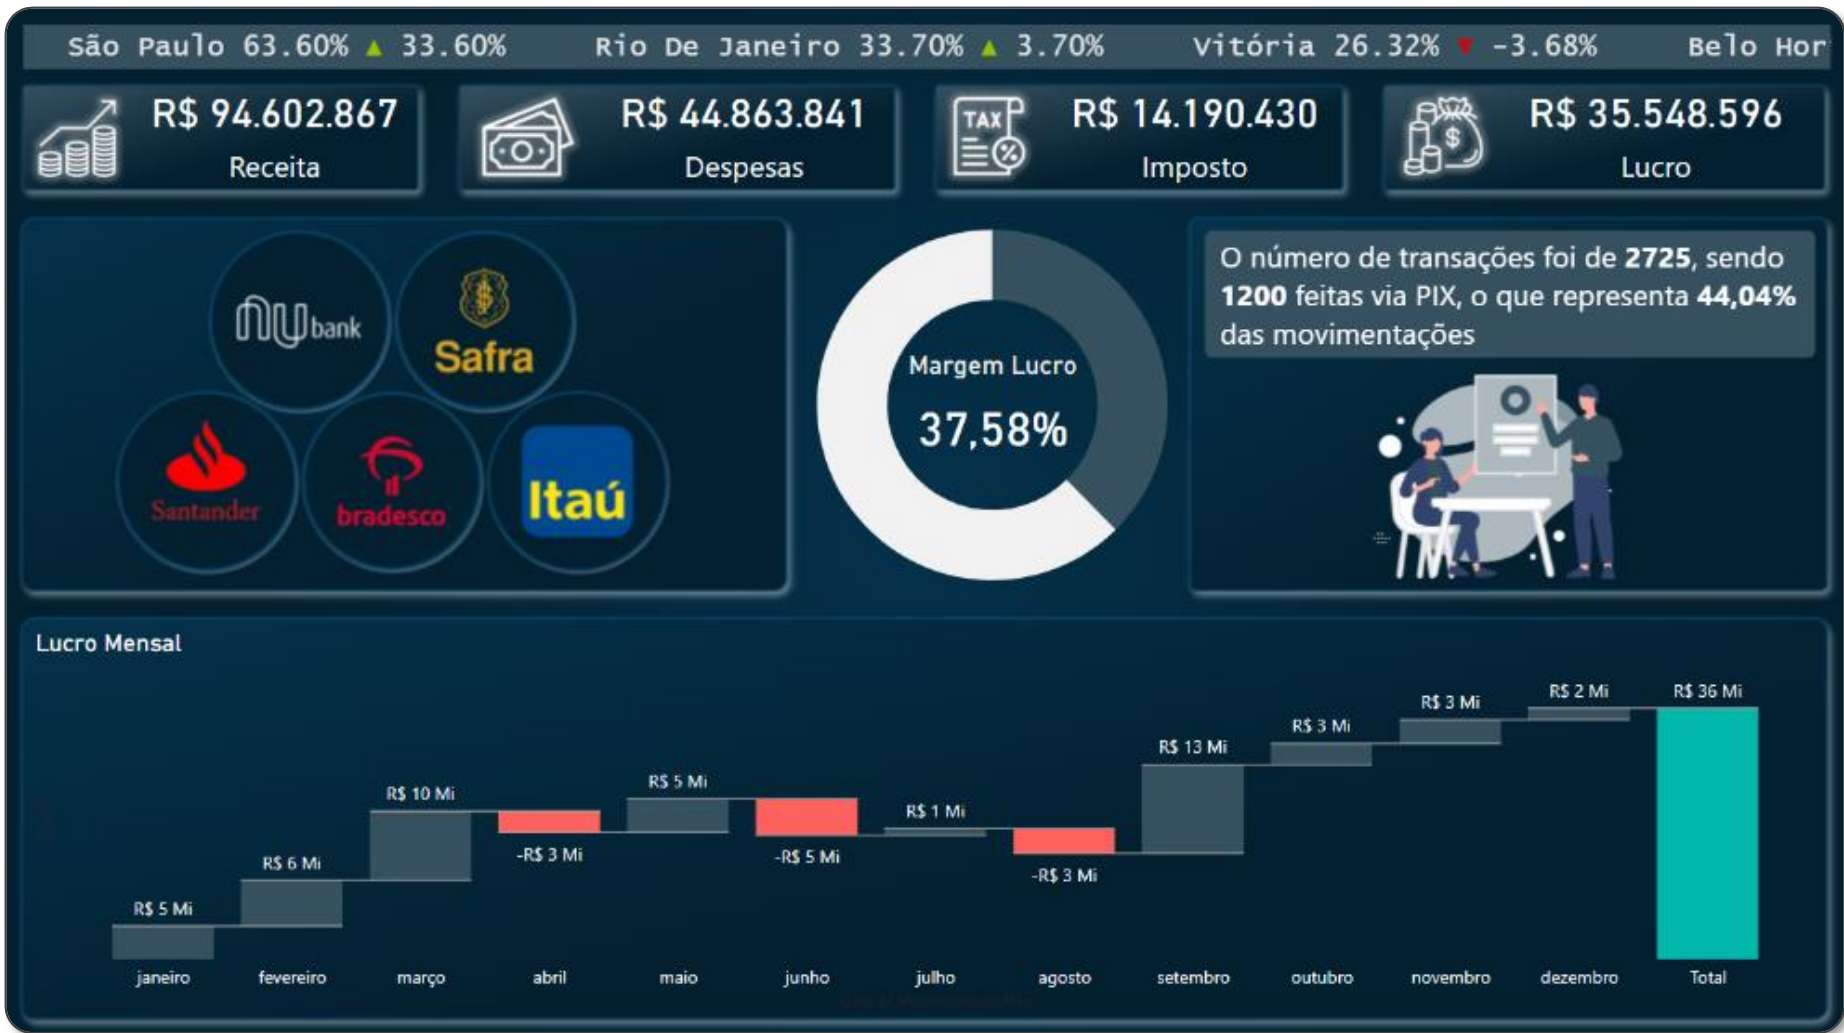 São Paulo 63.60% ▲ 33.60% Rio De Janeiro 33.70% ▲ 3.70% Vitória 26.32% ▼ -3.68% Belo Hor
R$ 94.602.867
Receita
R$ 44.863.841
Despesas
TAX
%
R$ 14.190.430
Imposto
$
R$ 35.548.596
Lucro
nubank
Safra
Santander
bradesco
Itaú
Margem Lucro
37,58%
O número de transações foi de 2725, sendo
1200 feitas via PIX, o que representa 44,04%
das movimentações
Lucro Mensal
R$ 5 Mi
R$ 6 Mi
R$ 10 Mi
-R$ 3 Mi
R$ 5 Mi
-R$ 5 Mi
R$ 1 Mi
-R$ 3 Mi
R$ 13 Mi
R$ 3 Mi
R$ 3 Mi
R$ 2 Mi
R$ 36 Mi
janeiro fevereiro março abril maio junho julho agosto setembro outubro novembro dezembro Total